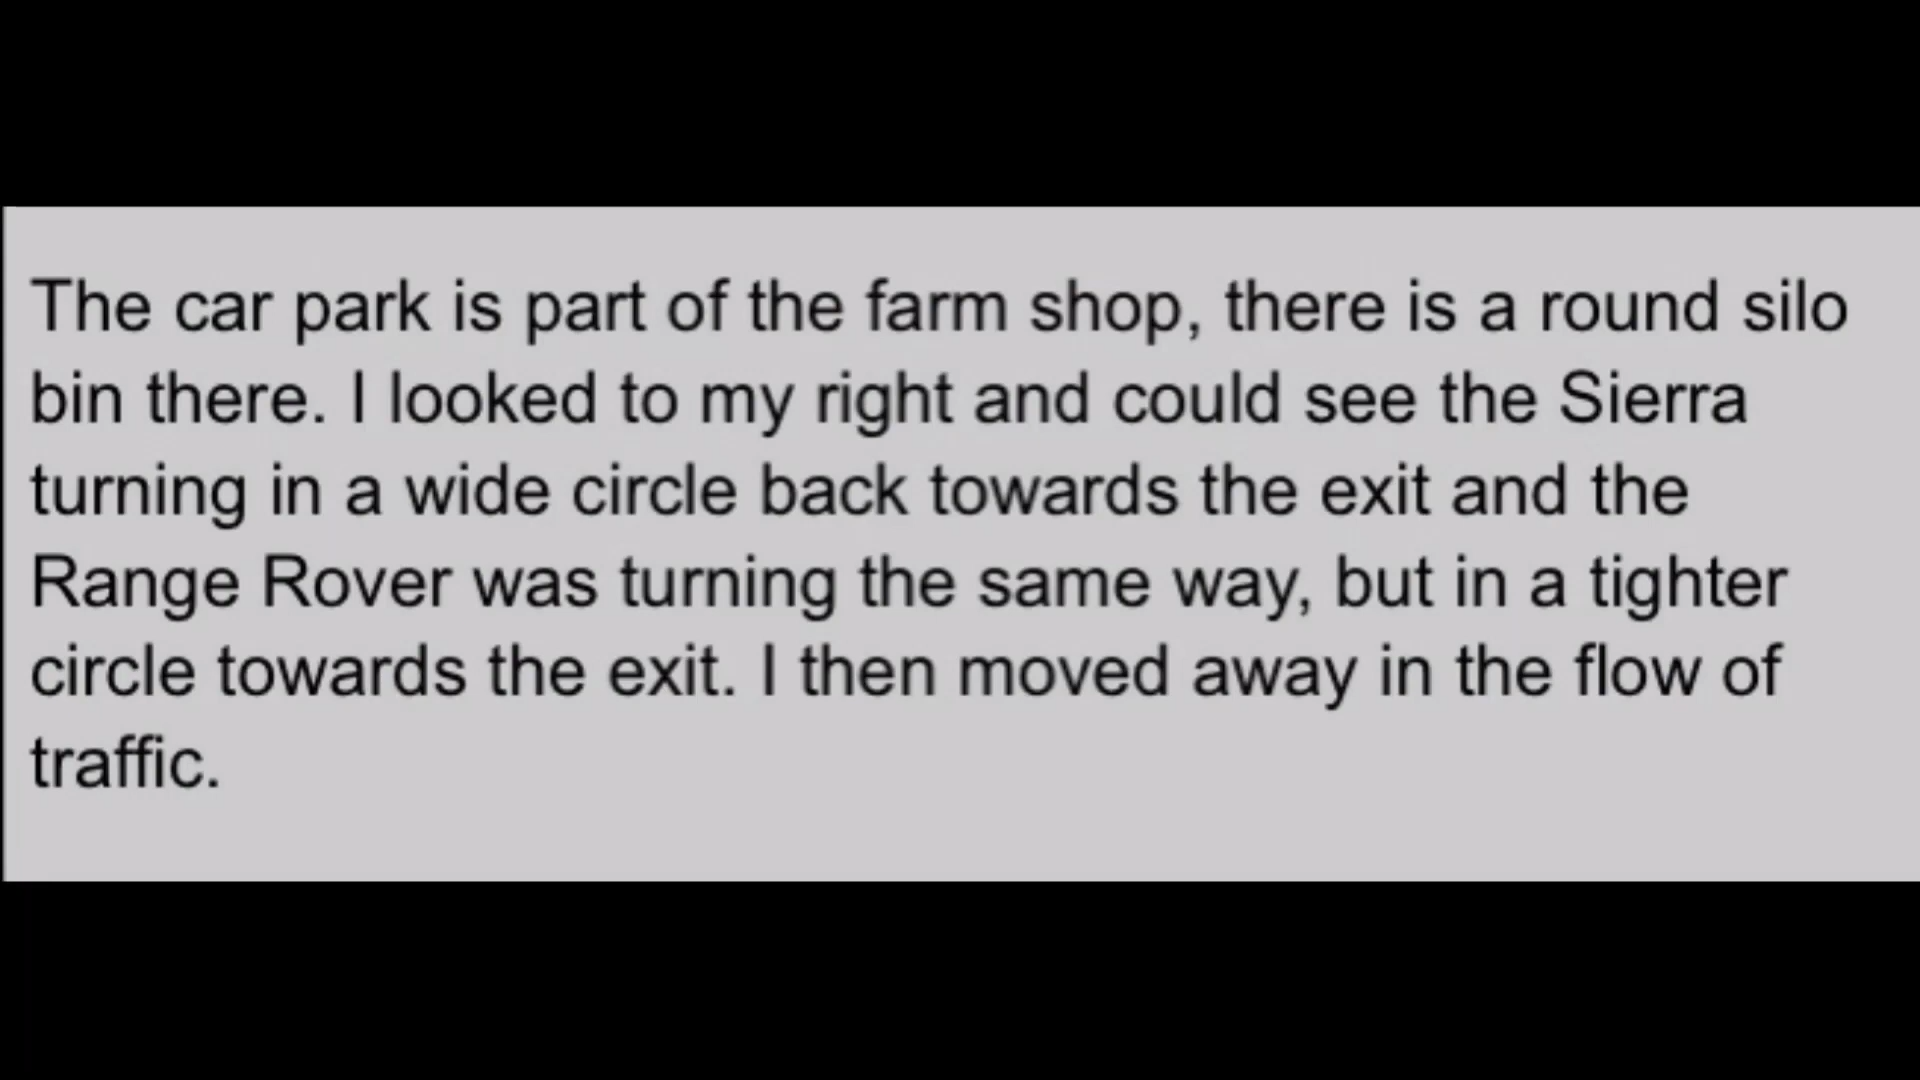 The car park is part of the farm shop, there is a round silo
bin there. I looked to my right and could see the Sierra
turning in a wide circle back towards the exit and the
Range Rover was turning the same way, but in a tighter
circle towards the exit. I then moved away in the flow of
traffic.